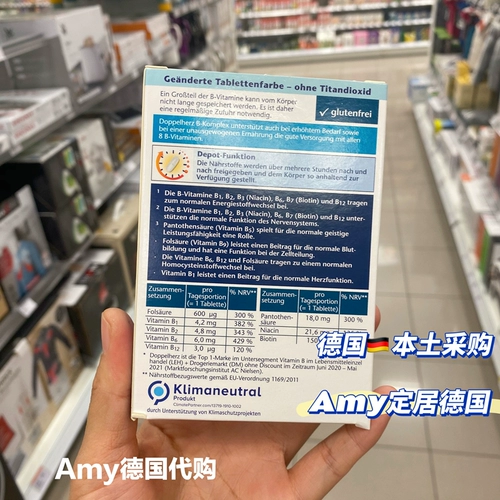 Geänderte Tablettenfarbe – ohne Titandioxid
Ein Großteil der B-Vitamine kann vom Körper
nicht lange gespeichert werden. Es ist daher
eine regelmäßige Zufuhr notwendig.
glutenfrei
Doppelherz B-Komplex unterstützt auch bei erhöhtem Bedarf sowie
bei einer unausgewogenen Ernährung die gute Versorgung mit allen
8 B-Vitaminen.
Depot-Funktion
Die Nährstoffe werden über mehrere Stunden nach und
nach freigegeben und dem Körper so anhaltend zur
Verfügung gestellt.
1 Die B-Vitamine B1, B2, B3 (Niacin), B6, B7 (Biotin) und B12 tragen
zum normalen Energiestoffwechsel bei.
2 Die B-Vitamine B1, B2, B3 (Niacin), B6, B7 (Biotin) und B12 unter-
stützen die normale Funktion des Nervensystems.
3 Pantothensäure (Vitamin B5) spielt für die normale geistige
Leistungsfähigkeit eine Rolle.
Folsäure (Vitamin B9) leistet einen Beitrag für die normale Blut-
bildung und hat eine Funktion bei der Zellteilung.
Die Vitamine B6, B12 und Folsäure tragen zu einem normalen
Homocysteinstoffwechsel bei.
Vitamin B1 leistet einen Beitrag für die normale Herzfunktion.
Zusammen-
setzung
pro
Tagesportion
(= 1 Tablette)
% NRV**
Zusammen-
setzung
pro
Tagesportion
(= 1 Tablette)
% NRV**
Folsäure 600 µg 300 %
Vitamin B1 4,2 mg 382 %
Vitamin B2 4,8 mg 343 %
Vitamin B6 6,0 mg 429 %
Vitamin B12 3,0 µg 120 %
Pantothen-
säure 18,0 mg 300 %
Niacin 21,6
Biotin 150
* Doppelherz ist die Top 1-Marke im Untersegment Vitamin B im Lebensmitteleinzel-
handel (LEH) + Drogeriemarkt (DM) ohne Discount im Zeitraum Juni 2020 – Mai
2021 (Marktforschungsinstitut AC Nielsen).
** Nährstoffbezugswerte gemäß EU-Verordnung 1169/2011
Klimaneutral
Produkt
ClimatePartner.com/12718-1910-1002
durch Unterstützung von Klimaschutzprojekten
德国🇩🇪本土采购
Amy定居德国
Amy德国代购